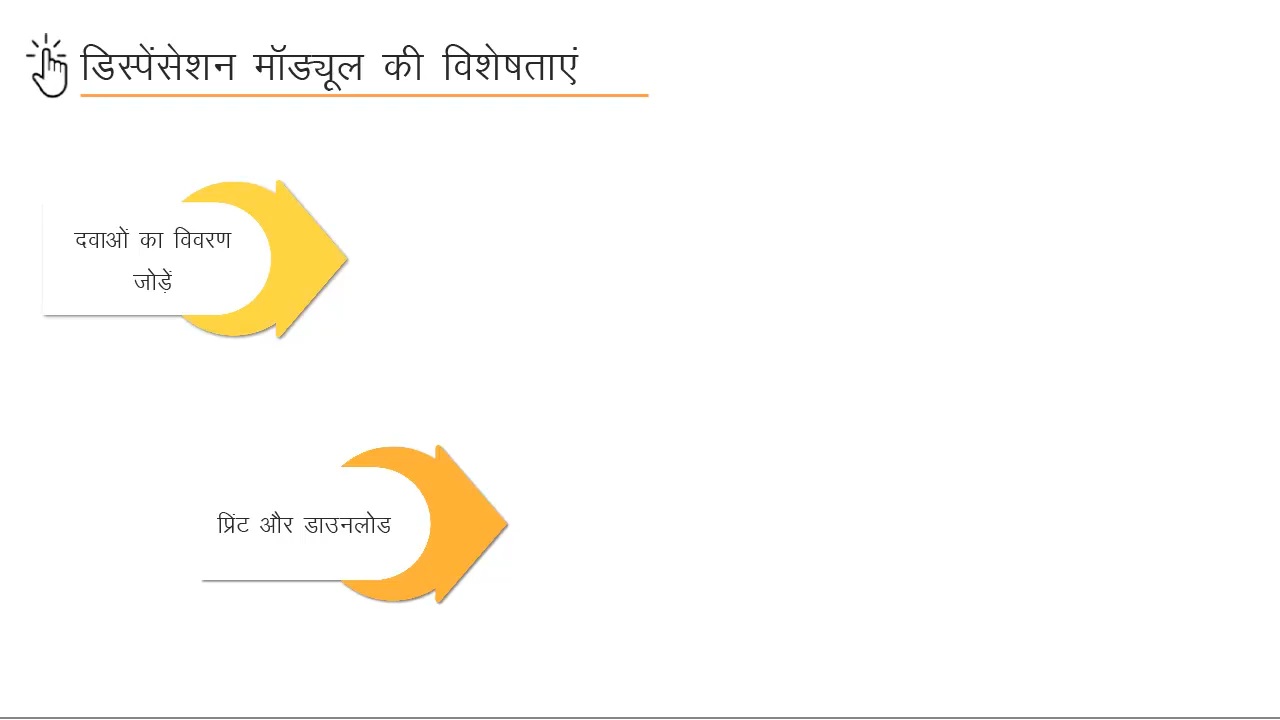 डिस्पेंसेशन मॉड्यूल की विशेषताएं
दवाओं का विवरण
जोड़ें
प्रिंट और डाउनलोड